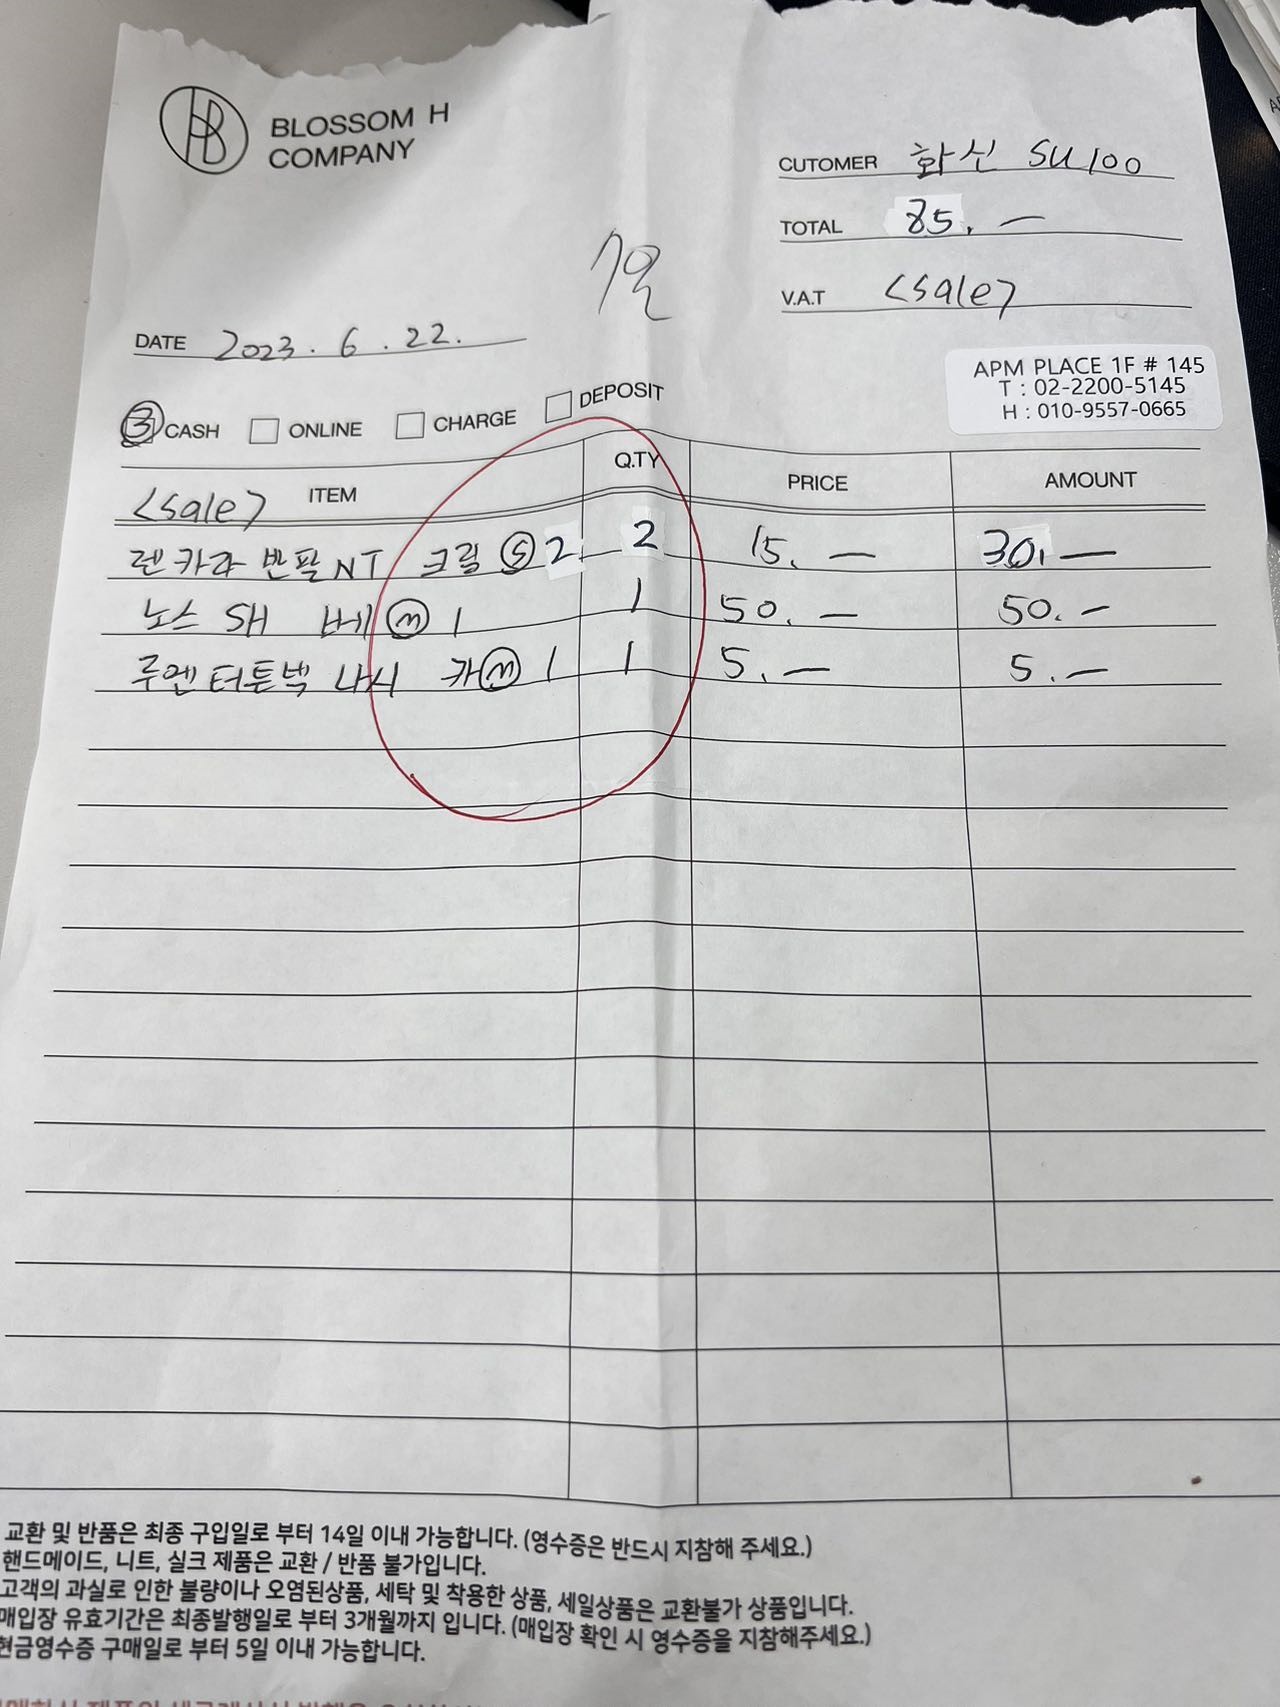 BLOSSOM H
COMPANY
CUTOMER 화신 SU100
TOTAL 85.—
V.A.T <sale>
DATE 2023.6.22.
APM PLACE 1F # 145
T : 02-2200-5145
H : 010-9557-0665
③ CASH ONLINE CHARGE DEPOSIT
<sale> ITEM Q.TY PRICE AMOUNT
렌카라 반팔NT 크림 Ⓢ2 2 15.— 30.—
노스 SH 베 ⓜ 1 1 50.— 50.—
루엔터틀넥 나시 카 ⓜ 1 1 5.— 5.—
교환 및 반품은 최종 구입일로 부터 14일 이내 가능합니다. (영수증은 반드시 지참해 주세요.)
핸드메이드, 니트, 실크 제품은 교환 / 반품 불가입니다.
고객의 과실로 인한 불량이나 오염된상품, 세탁 및 착용한 상품, 세일상품은 교환불가 상품입니다.
매입장 유효기간은 최종발행일로 부터 3개월까지 입니다. (매입장 확인 시 영수증을 지참해주세요.)
현금영수증 구매일로 부터 5일 이내 가능합니다.